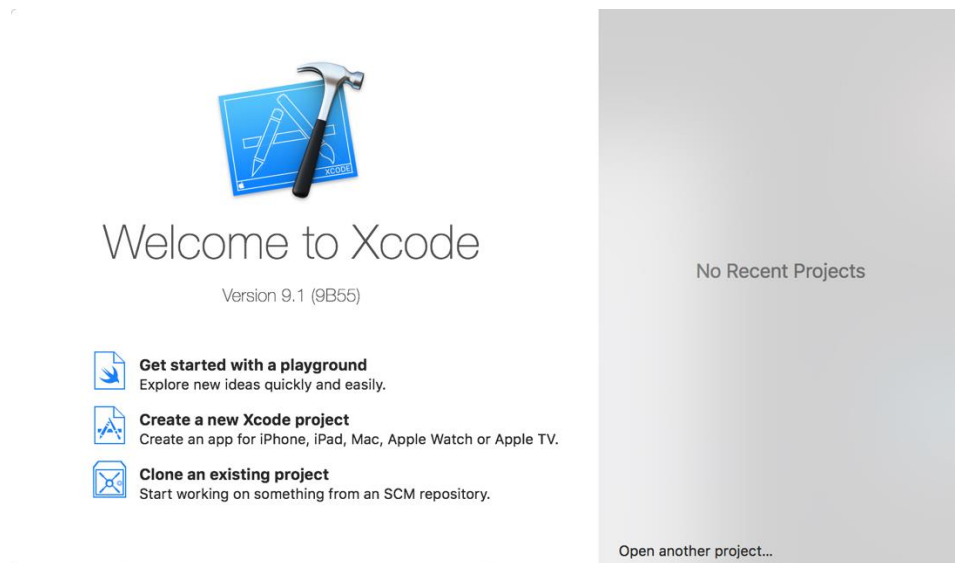 XCODE
Welcome to Xcode
Version 9.1 (9B55)
Get started with a playground
Explore new ideas quickly and easily.
Create a new Xcode project
Create an app for iPhone, iPad, Mac, Apple Watch or Apple TV.
Clone an existing project
Start working on something from an SCM repository.
No Recent Projects
Open another project...